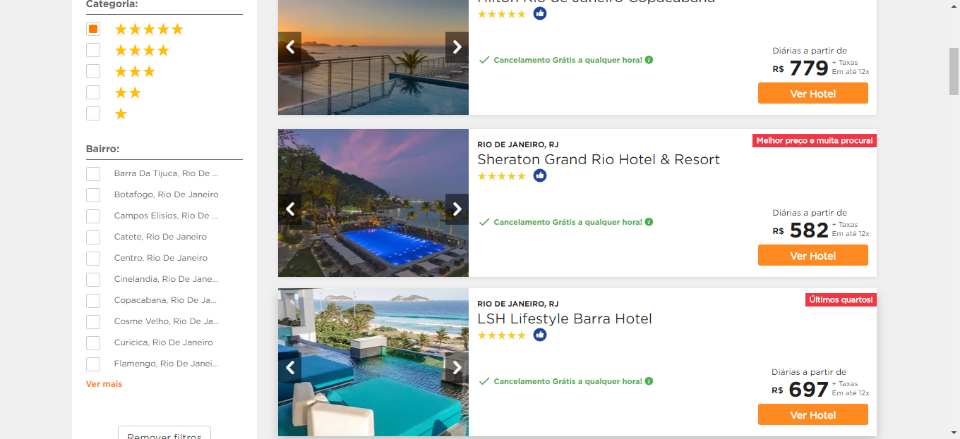 Categoria:
Bairro:
Barra Da Tijuca, Rio De ...
Botafogo, Rio De Janeiro
Campos Elisios, Rio De ...
Catete, Rio De Janeiro
Centro, Rio De Janeiro
Cinelandia, Rio De Jane...
Copacabana, Rio De Ja...
Cosme Velho, Rio De Ja...
Curicica, Rio De Janeiro
Flamengo, Rio De Janei...
Ver mais
Remover filtros
Hilton Rio de Janeiro Copacabana
Cancelamento Grátis a qualquer hora!
Diárias a partir de
R$ 779 + Taxas
Em até 12x
Ver Hotel
Melhor preço e muita procura!
RIO DE JANEIRO, RJ
Sheraton Grand Rio Hotel & Resort
Cancelamento Grátis a qualquer hora!
Diárias a partir de
R$ 582 + Taxas
Em até 12x
Ver Hotel
Últimos quartos!
RIO DE JANEIRO, RJ
LSH Lifestyle Barra Hotel
Cancelamento Grátis a qualquer hora!
Diárias a partir de
R$ 697 + Taxas
Em até 12x
Ver Hotel